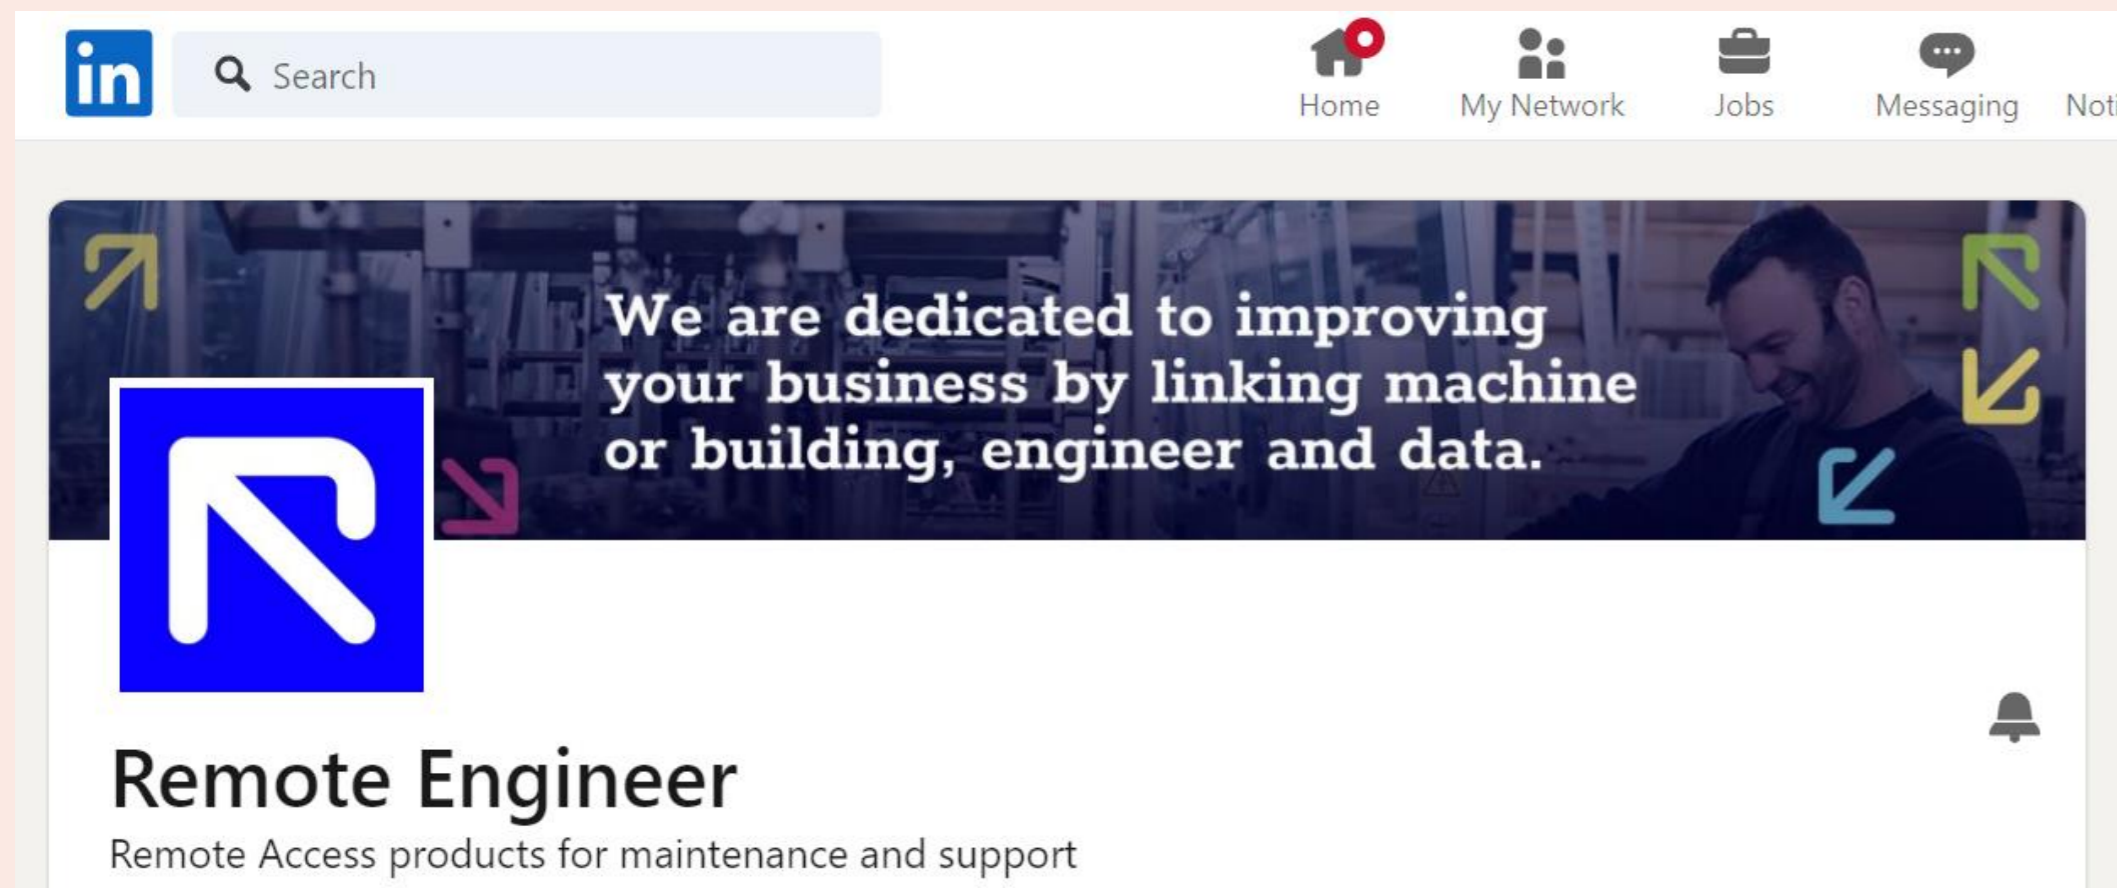 in
Search
Home
My Network
Jobs
Messaging
Noti
We are dedicated to improving
your business by linking machine
or building, engineer and data.
Remote Engineer
Remote Access products for maintenance and support